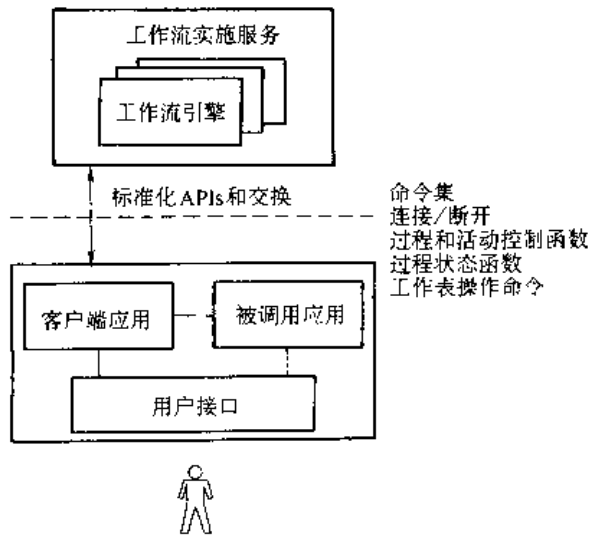 工作流实施服务
工作流引擎
标准化APIs和交换
命令集
连接/断开
过程和活动控制函数
过程状态函数
工作表操作命令
客户端应用
被调用应用
用户接口